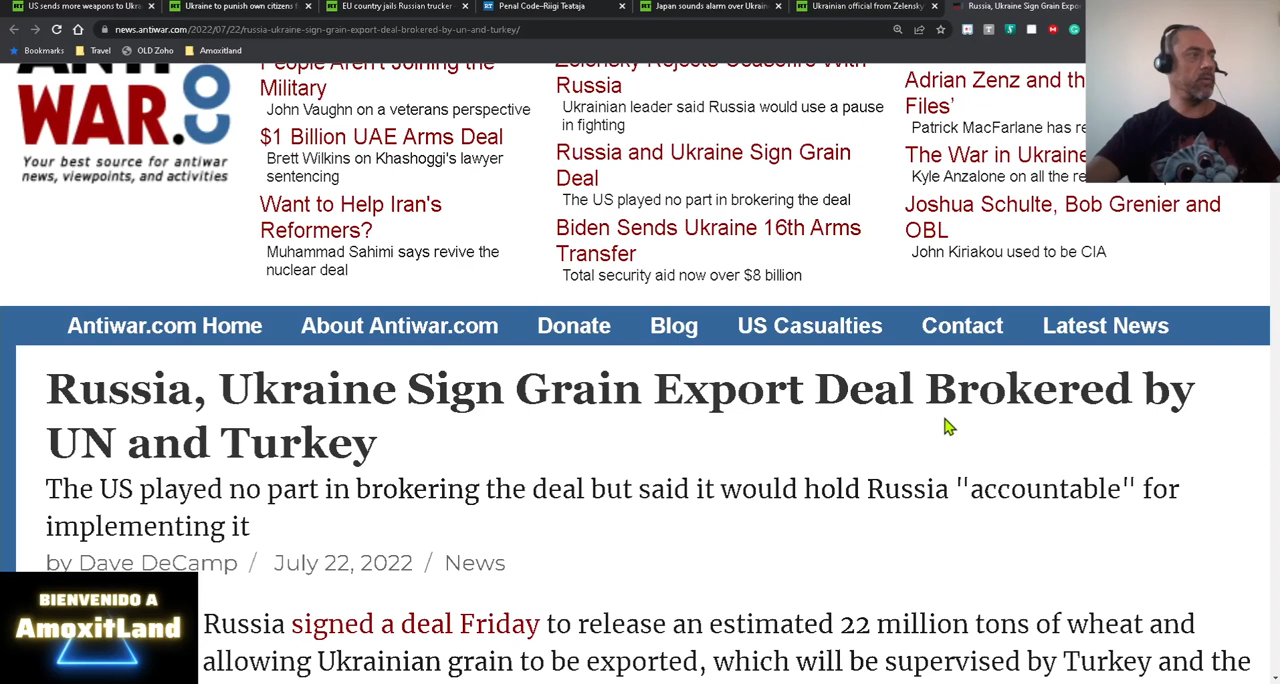 US sends more weapons to Ukra
Ukraine to punish own citizens f
EU country jails Russian trucker
Penal Code–Riigi Teataja
Japan sounds alarm over Ukraine
Ukrainian official from Zelensky
Russia, Ukraine Sign Grain Exp
news.antiwar.com/2022/07/22/russia-ukraine-sign-grain-export-deal-brokered-by-un-and-turkey/
Bookmarks
Travel
OLD Zoho
Amoxitland
ANTI
WAR.
Your best source for antiwar
news, viewpoints, and activities
People Aren't Joining the
Military
John Vaughn on a veterans perspective
$1 Billion UAE Arms Deal
Brett Wilkins on Khashoggi's lawyer
sentencing
Want to Help Iran's
Reformers?
Muhammad Sahimi says revive the
nuclear deal
Zelensky Rejects Ceasefire With
Russia
Ukrainian leader said Russia would use a pause
in fighting
Russia and Ukraine Sign Grain
Deal
The US played no part in brokering the deal
Biden Sends Ukraine 16th Arms
Transfer
Total security aid now over $8 billion
Adrian Zenz and th
Files'
Patrick MacFarlane has re
The War in Ukraine
Kyle Anzalone on all the re
Joshua Schulte, Bob Grenier and
OBL
John Kiriakou used to be CIA
Antiwar.com Home
About Antiwar.com
Donate
Blog
US Casualties
Contact
Latest News
Russia, Ukraine Sign Grain Export Deal Brokered by
UN and Turkey
The US played no part in brokering the deal but said it would hold Russia "accountable" for
implementing it
by Dave DeCamp / July 22, 2022 / News
BIENVENIDO A
AmoxitLand
Russia signed a deal Friday to release an estimated 22 million tons of wheat and
allowing Ukrainian grain to be exported, which will be supervised by Turkey and the